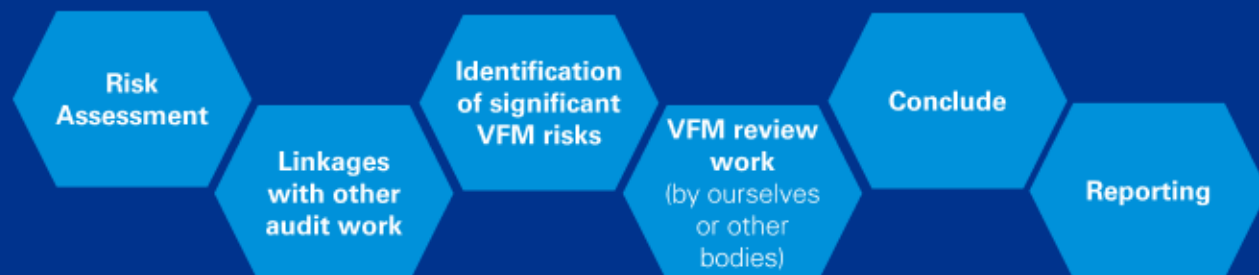 Risk
Assessment
Linkages
with other
audit work
Identification
of significant
VFM risks
VFM review
work
(by ourselves
or other
bodies)
Conclude
Reporting